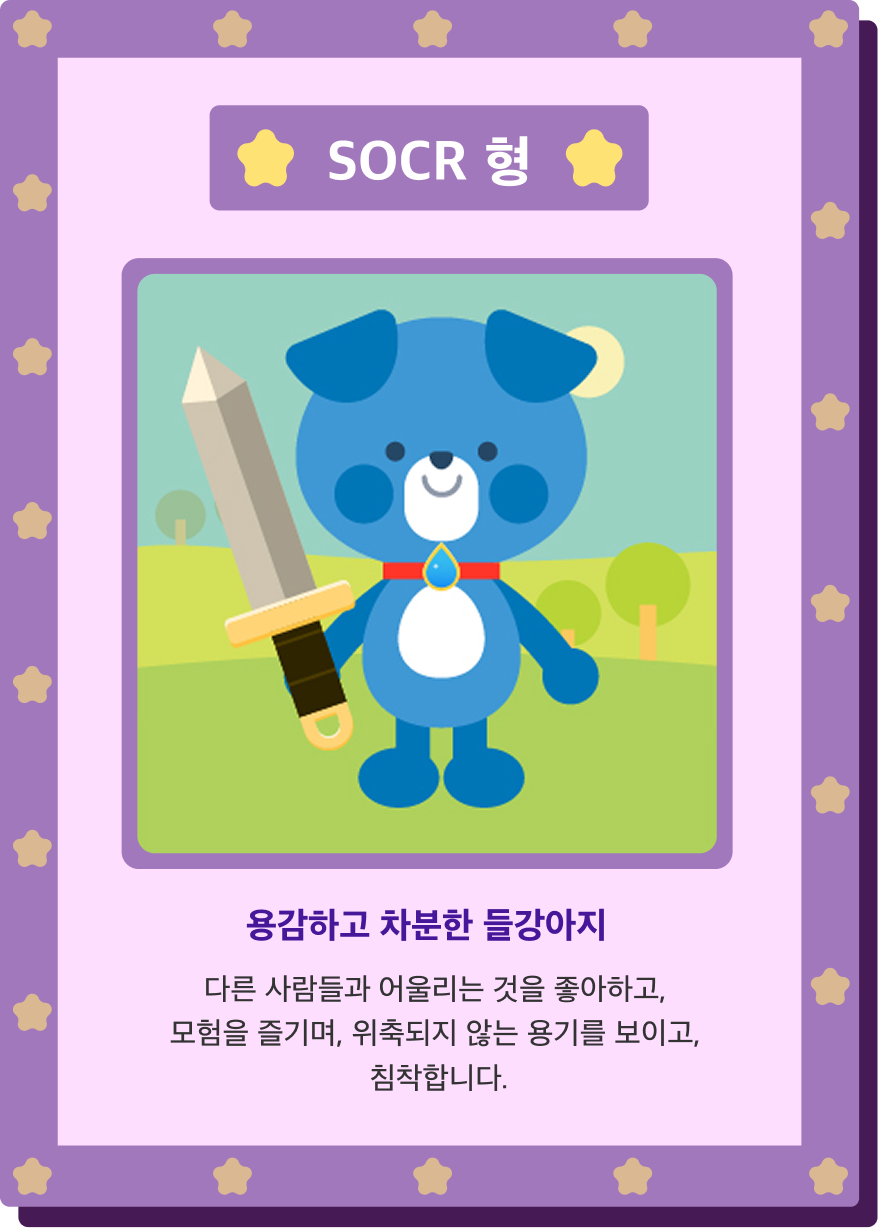 SOCR 형
용감하고 차분한 들강아지
다른 사람들과 어울리는 것을 좋아하고,
모험을 즐기며, 위축되지 않는 용기를 보이고,
침착합니다.